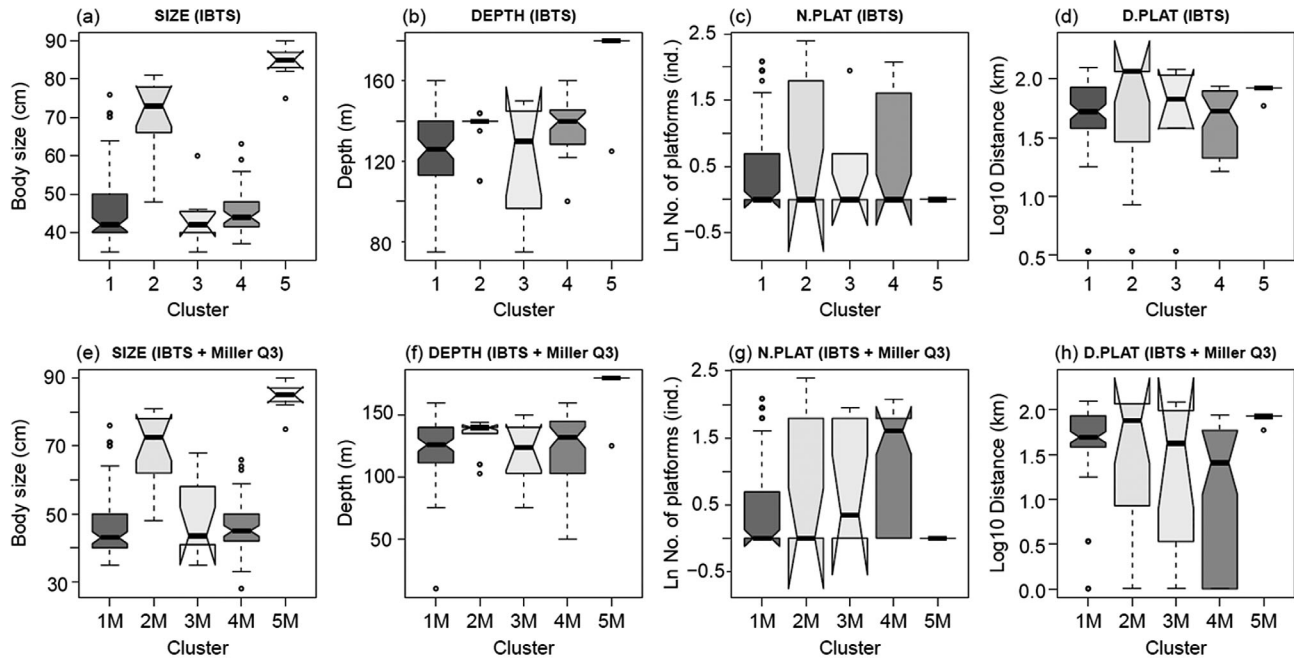 (a) SIZE (IBTS)
90
80
70
60
50
40
Body size (cm)
1 2 3 4 5
Cluster
(b) DEPTH (IBTS)
160
120
80
Depth (m)
1 2 3 4 5
Cluster
(c) N.PLAT (IBTS)
2.5
1.5
0.5
−0.5
Ln No. of platforms (ind.)
1 2 3 4 5
Cluster
(d) D.PLAT (IBTS)
2.0
1.5
1.0
0.5
Log10 Distance (km)
1 2 3 4 5
Cluster
(e) SIZE (IBTS + Miller Q3)
90
70
50
30
Body size (cm)
1M 2M 3M 4M 5M
Cluster
(f) DEPTH (IBTS + Miller Q3)
150
100
50
Depth (m)
1M 2M 3M 4M 5M
Cluster
(g) N.PLAT (IBTS + Miller Q3)
2.5
1.5
0.5
−0.5
Ln No. of platforms (ind.)
1M 2M 3M 4M 5M
Cluster
(h) D.PLAT (IBTS + Miller Q3)
2.0
1.5
1.0
0.5
0.0
Log10 Distance (km)
1M 2M 3M 4M 5M
Cluster